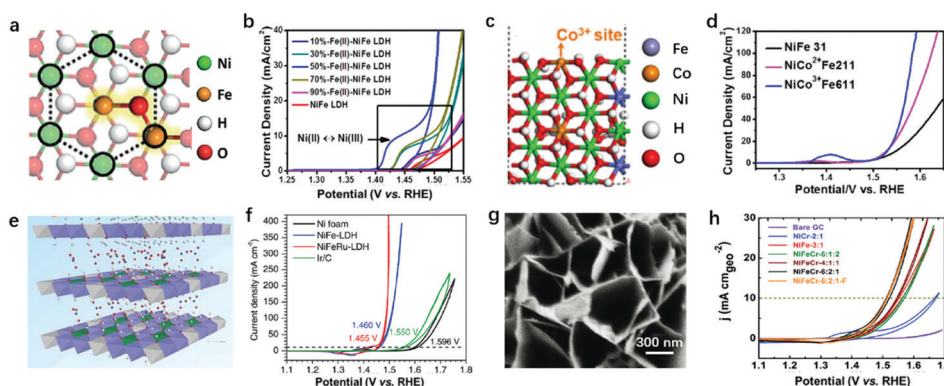 a
Ni
Fe
H
O
b
Current Density (mA/cm²)
40
30
20
10
0
10%-Fe(II)-NiFe LDH
30%-Fe(II)-NiFe LDH
50%-Fe(II)-NiFe LDH
70%-Fe(II)-NiFe LDH
90%-Fe(II)-NiFe LDH
NiFe LDH
Ni(II) ↔ Ni(III)
1.25 1.30 1.35 1.40 1.45 1.50 1.55
Potential (V vs. RHE)
c
Co³⁺ site
Fe
Co
Ni
H
O
d
Current Density (mA/cm²)
120
100
80
60
40
20
0
NiFe 31
NiCo²⁺Fe211
NiCo³⁺Fe611
1.3 1.4 1.5 1.6
Potential/V vs. RHE
e
f
Current density (mA cm⁻²)
400
350
300
250
200
150
100
50
0
Ni foam
NiFe-LDH
NiFeRu-LDH
Ir/C
1.460 V
1.455 V
1.550 V
1.596 V
1.1 1.2 1.3 1.4 1.5 1.6 1.7 1.8
Potential (V vs. RHE)
g
300 nm
h
j (mA cm_geo⁻²)
30
20
10
0
Bare GC
NiCr-2:1
NiFe-3:1
NiFeCr-6:1:2
NiFeCr-4:1:1
NiFeCr-6:2:1
NiFeCr-6:2:1-F
1.1 1.2 1.3 1.4 1.5 1.6 1.7
Potential (V vs. RHE)